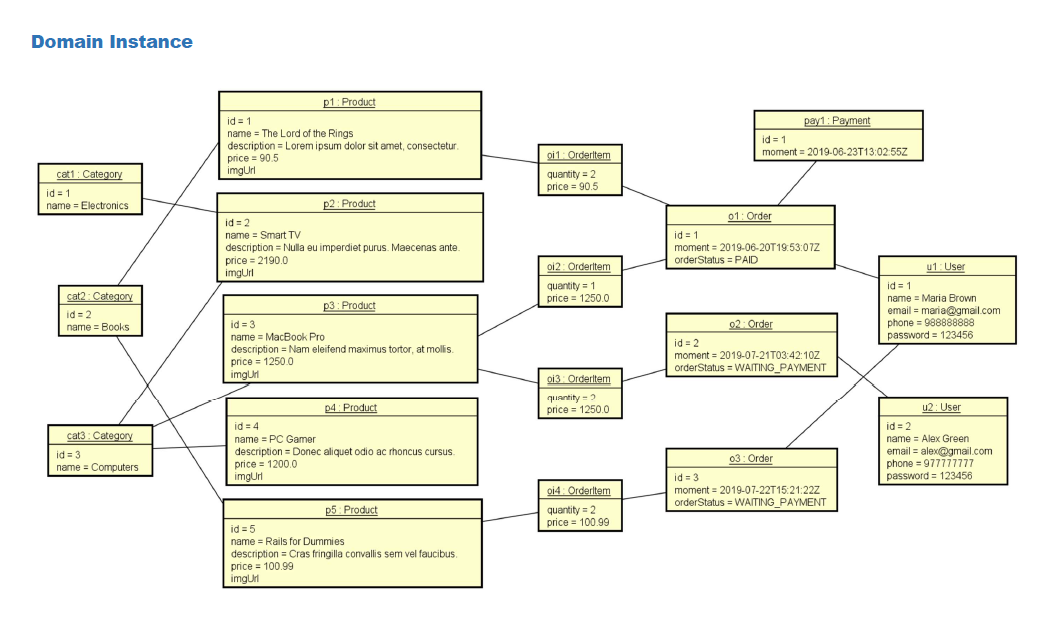 Domain Instance
p1 : Product
id = 1
name = The Lord of the Rings
description = Lorem ipsum dolor sit amet, consectetur.
price = 90.5
imgUrl
pay1 : Payment
id = 1
moment = 2019-06-23T13:02:55Z
oi1 : OrderItem
quantity = 2
price = 90.5
cat1 : Category
id = 1
name = Electronics
p2 : Product
id = 2
name = Smart TV
description = Nulla eu imperdiet purus. Maecenas ante.
price = 2190.0
imgUrl
o1 : Order
id = 1
moment = 2019-06-20T19:53:07Z
orderStatus = PAID
oi2 : OrderItem
quantity = 1
price = 1250.0
u1 : User
id = 1
name = Maria Brown
email = maria@gmail.com
phone = 988888888
password = 123456
cat2 : Category
id = 2
name = Books
p3 : Product
id = 3
name = MacBook Pro
description = Nam eleifend maximus tortor, at mollis.
price = 1250.0
imgUrl
o2 : Order
id = 2
moment = 2019-07-21T03:42:10Z
orderStatus = WAITING_PAYMENT
oi3 : OrderItem
quantity = 2
price = 1250.0
p4 : Product
id = 4
name = PC Gamer
description = Donec aliquet odio ac rhoncus cursus.
price = 1200.0
imgUrl
u2 : User
id = 2
name = Alex Green
email = alex@gmail.com
phone = 977777777
password = 123456
cat3 : Category
id = 3
name = Computers
o3 : Order
id = 3
moment = 2019-07-22T15:21:22Z
orderStatus = WAITING_PAYMENT
oi4 : OrderItem
quantity = 2
price = 100.99
p5 : Product
id = 5
name = Rails for Dummies
description = Cras fringilla convallis sem vel faucibus.
price = 100.99
imgUrl